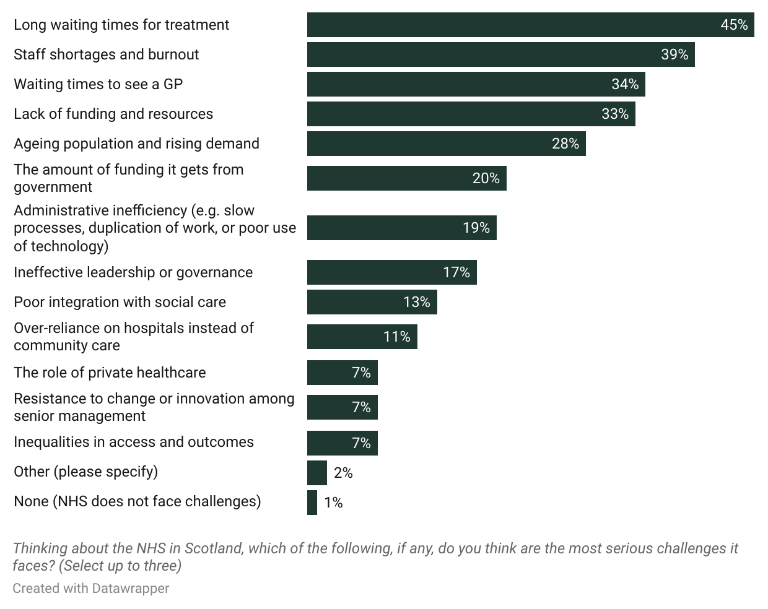 Long waiting times for treatment 45%
Staff shortages and burnout 39%
Waiting times to see a GP 34%
Lack of funding and resources 33%
Ageing population and rising demand 28%
The amount of funding it gets from
government 20%
Administrative inefficiency (e.g. slow
processes, duplication of work, or poor use
of technology) 19%
Ineffective leadership or governance 17%
Poor integration with social care 13%
Over-reliance on hospitals instead of
community care 11%
The role of private healthcare 7%
Resistance to change or innovation among
senior management 7%
Inequalities in access and outcomes 7%
Other (please specify) 2%
None (NHS does not face challenges) 1%
Thinking about the NHS in Scotland, which of the following, if any, do you think are the most serious challenges it
faces? (Select up to three)
Created with Datawrapper